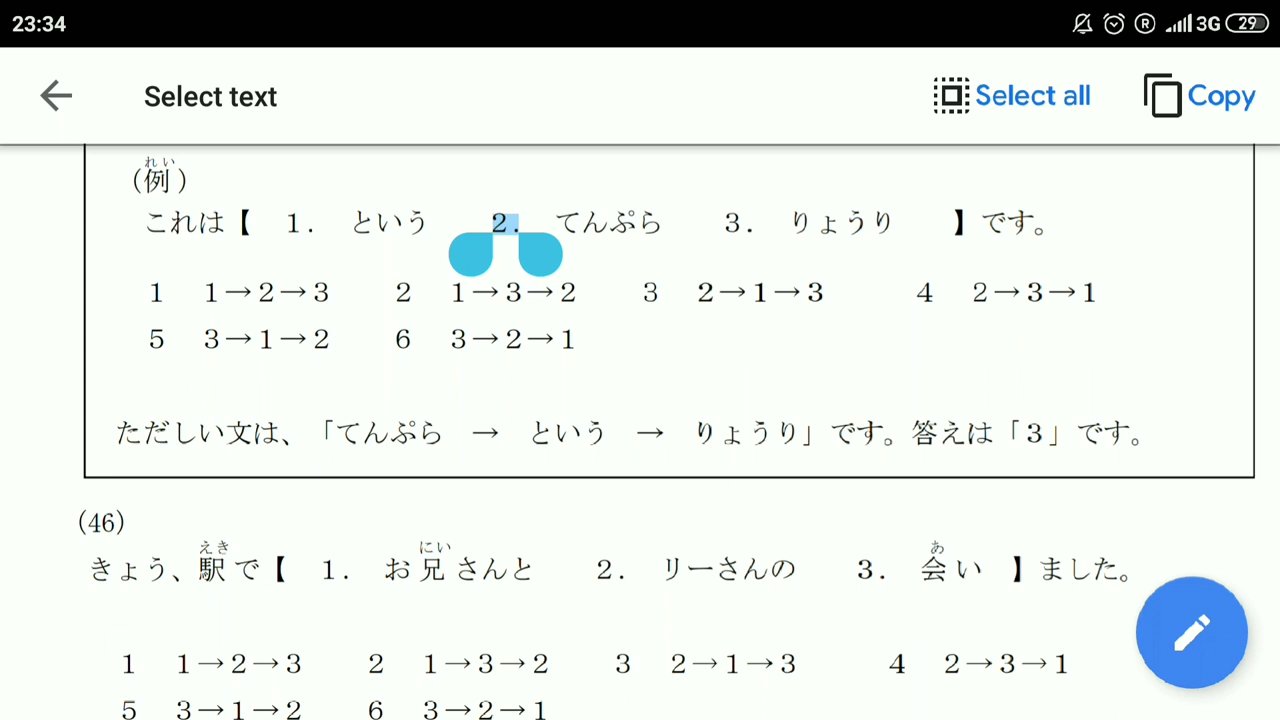 23:34
R 3G 29
Select text
Select all
Copy
れい
（例）
これは【 1. という 2. てんぷら 3. りょうり 】です。
1 1→2→3 2 1→3→2 3 2→1→3 4 2→3→1
5 3→1→2 6 3→2→1
ただしい文は、「てんぷら → という → りょうり」です。答えは「3」です。
(46)
えき にい あ
きょう、駅で【 1. お兄さんと 2. リーさんの 3. 会い 】ました。
1 1→2→3 2 1→3→2 3 2→1→3 4 2→3→1
5 3→1→2 6 3→2→1